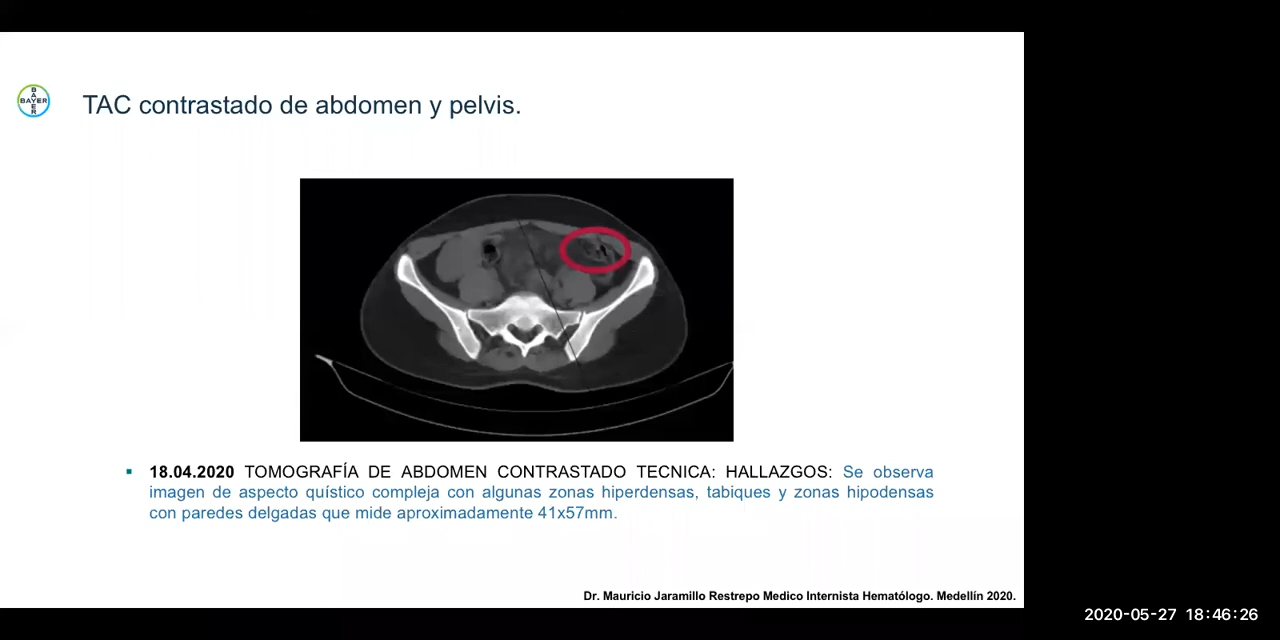 BAYER
BAYER
TAC contrastado de abdomen y pelvis.
▪ 18.04.2020 TOMOGRAFÍA DE ABDOMEN CONTRASTADO TECNICA: HALLAZGOS: Se observa
imagen de aspecto quístico compleja con algunas zonas hiperdensas, tabiques y zonas hipodensas
con paredes delgadas que mide aproximadamente 41x57mm.
Dr. Mauricio Jaramillo Restrepo Medico Internista Hematólogo. Medellín 2020.
2020-05-27 18:46:26